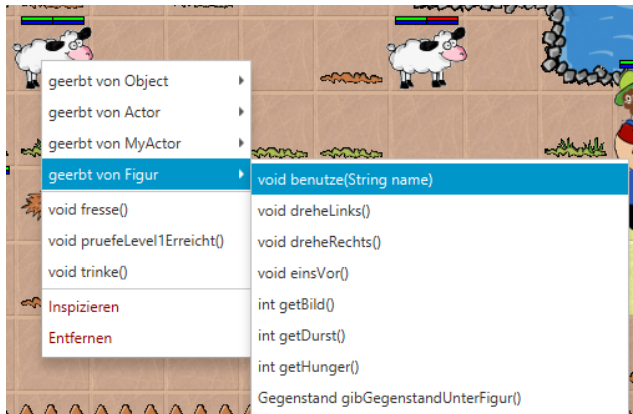 geerbt von Object
geerbt von Actor
geerbt von MyActor
geerbt von Figur
void fresse()
void pruefeLevel1Erreicht()
void trinke()
Inspizieren
Entfernen
void benutze(String name)
void dreheLinks()
void dreheRechts()
void einsVor()
int getBild()
int getDurst()
int getHunger()
Gegenstand gibGegenstandUnterFigur()